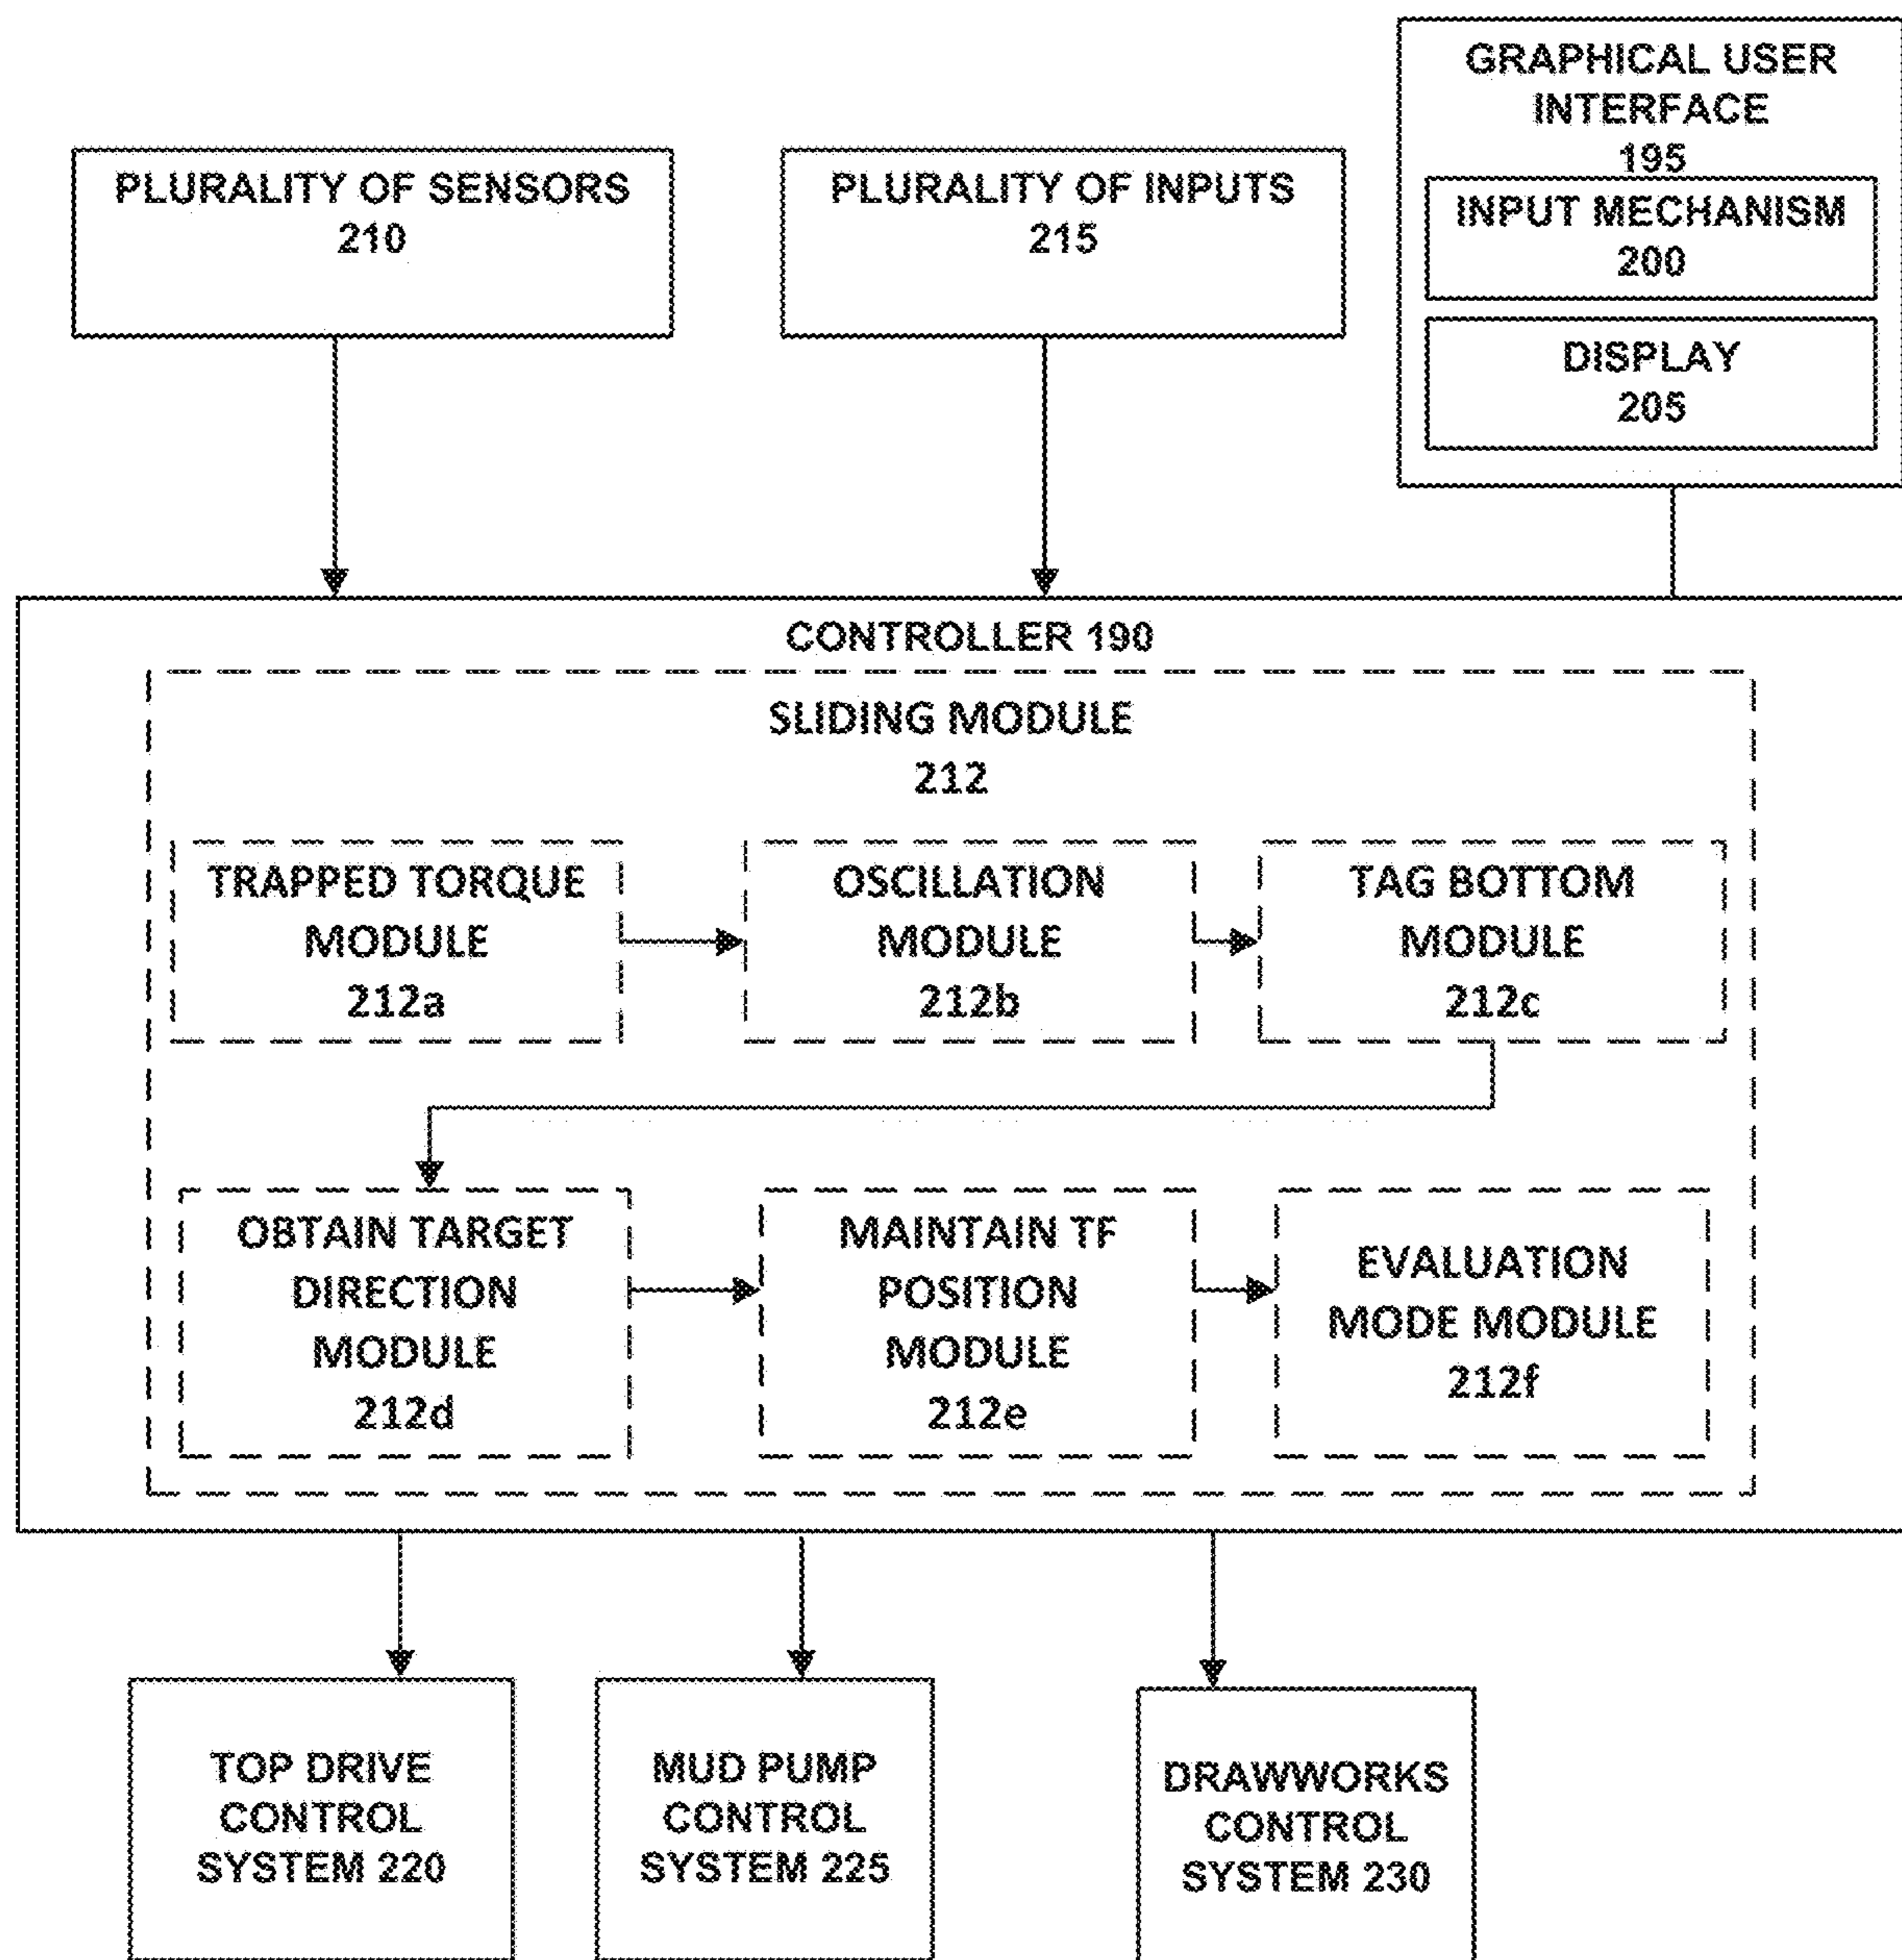 PLURALITY OF SENSORS
210
PLURALITY OF INPUTS
215
GRAPHICAL USER
INTERFACE
195
INPUT MECHANISM
200
DISPLAY
205
CONTROLLER 190
SLIDING MODULE
212
TRAPPED TORQUE
MODULE
212a
OSCILLATION
MODULE
212b
TAG BOTTOM
MODULE
212c
OBTAIN TARGET
DIRECTION
MODULE
212d
MAINTAIN TF
POSITION
MODULE
212e
EVALUATION
MODE MODULE
212f
TOP DRIVE
CONTROL
SYSTEM 220
MUD PUMP
CONTROL
SYSTEM 225
DRAWWORKS
CONTROL
SYSTEM 230